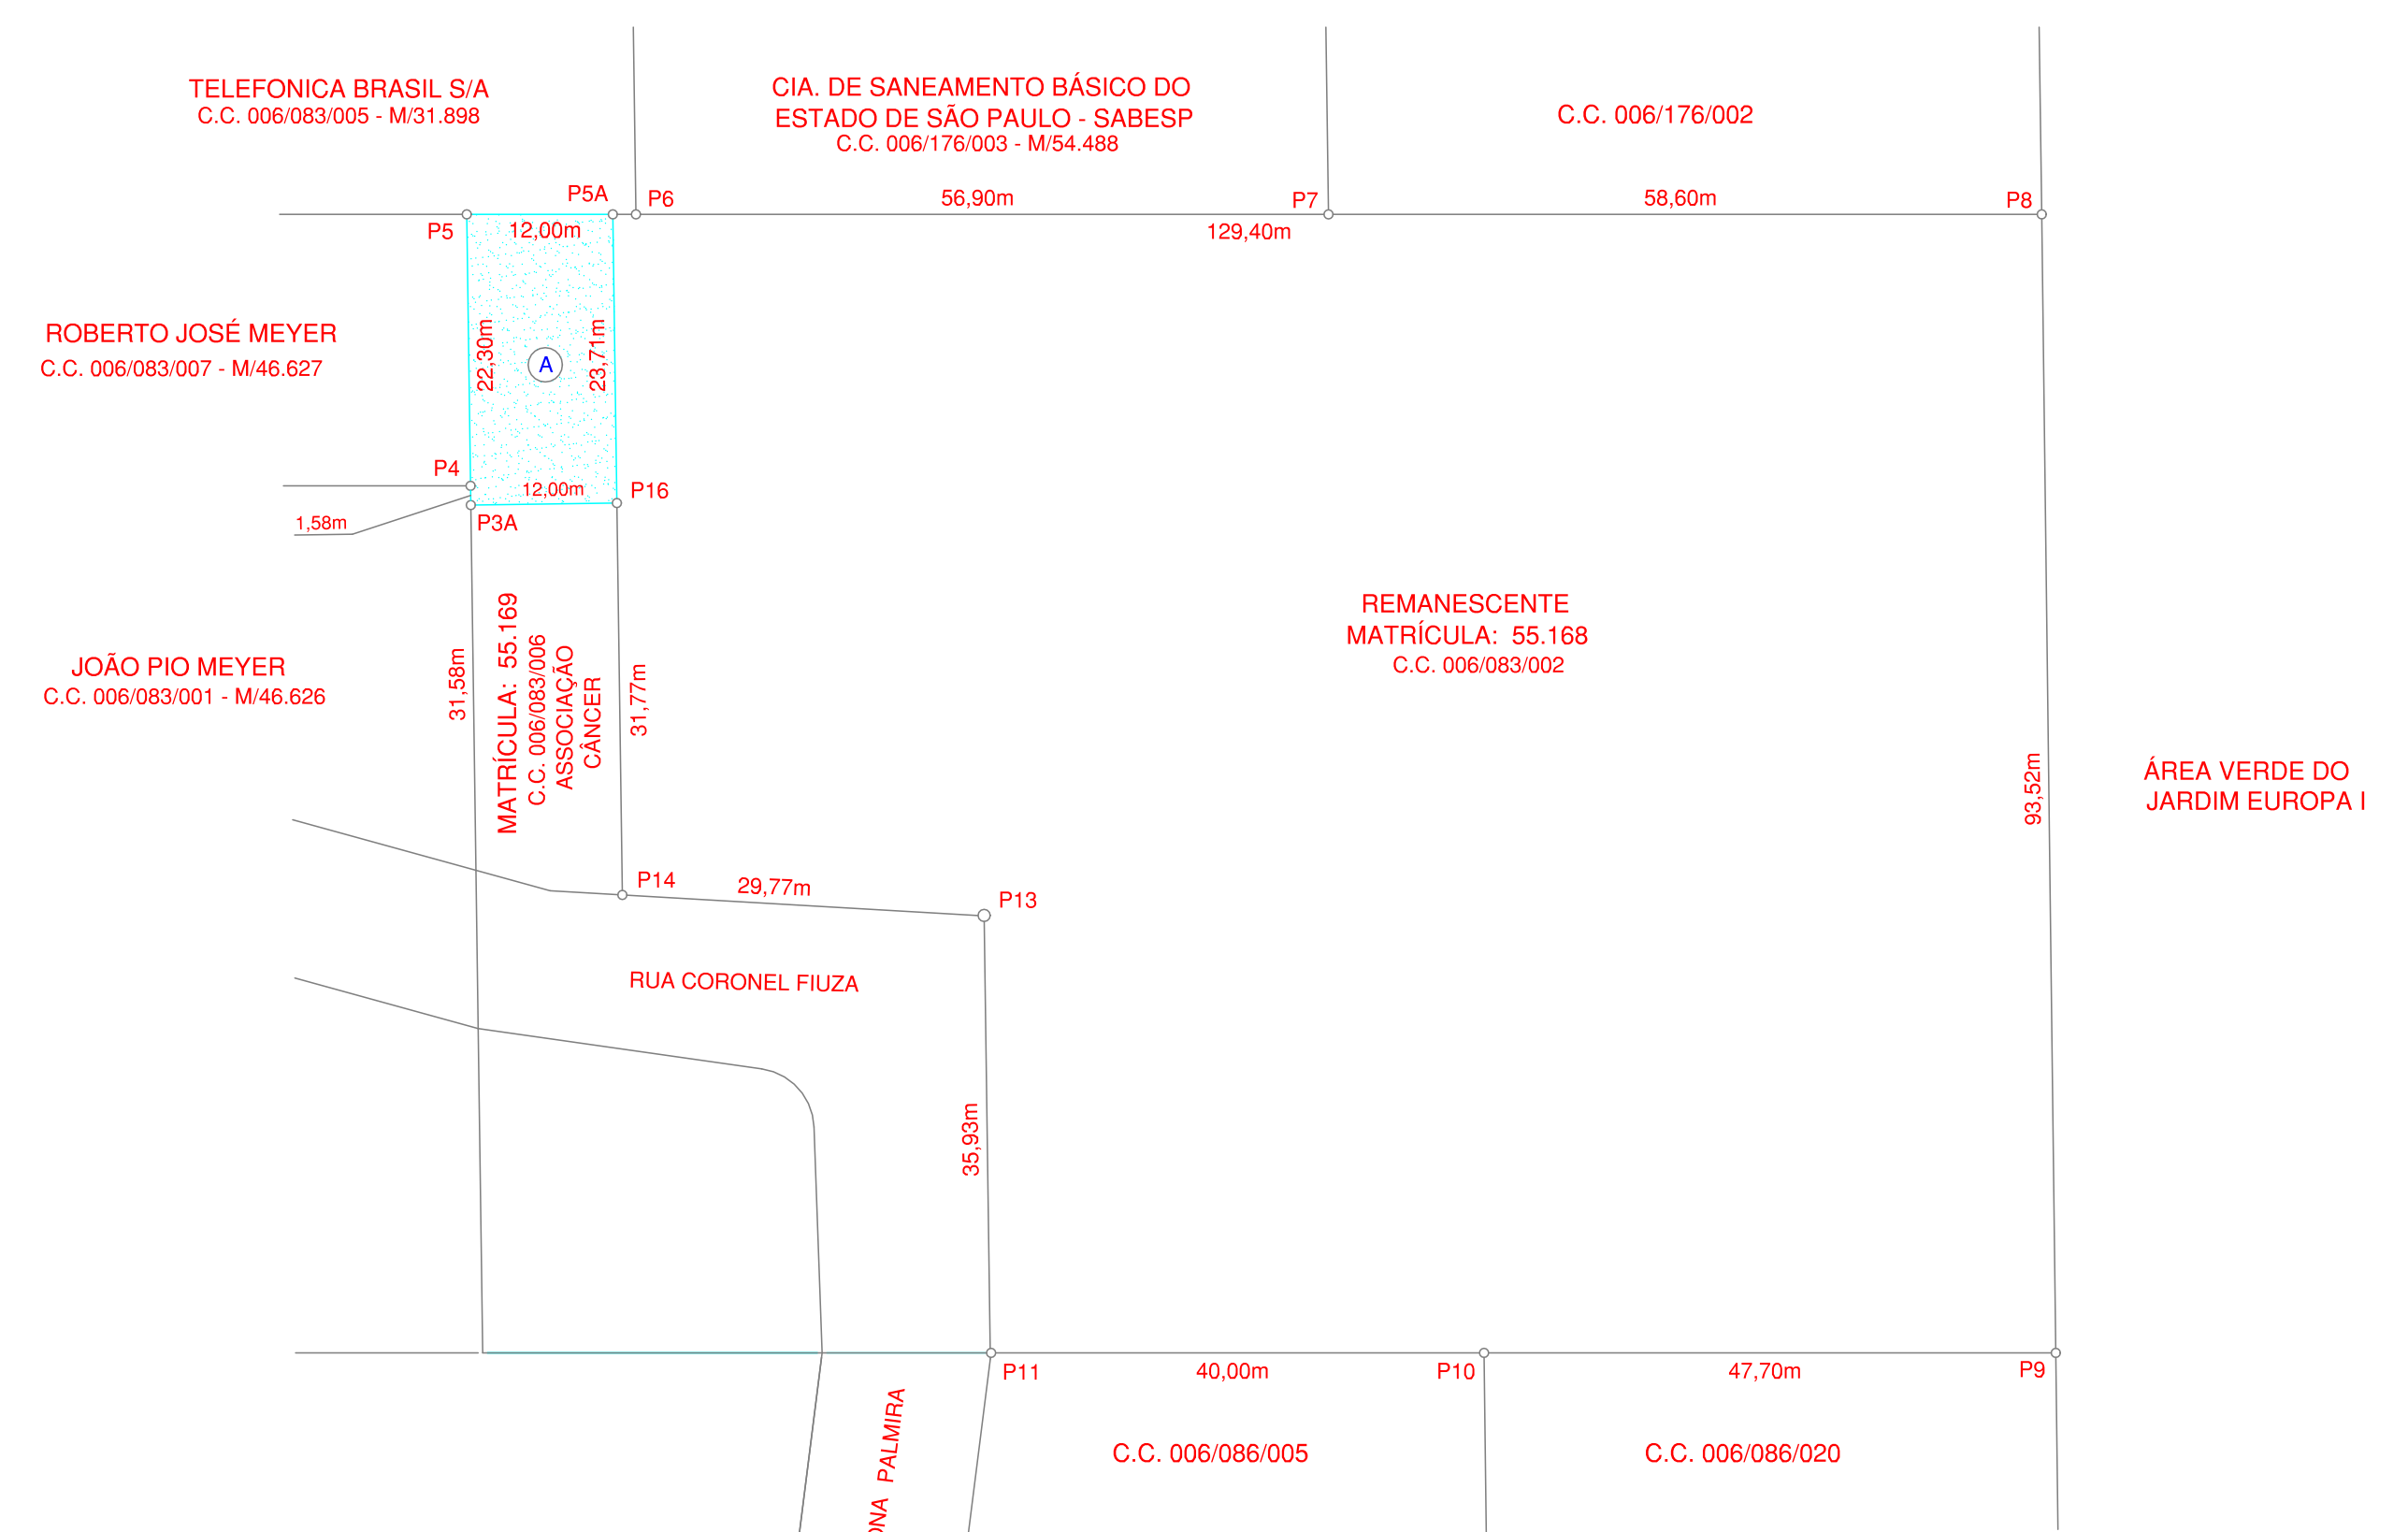 TELEFONICA BRASIL S/A
C.C. 006/083/005 - M/31.898
CIA. DE SANEAMENTO BÁSICO DO
ESTADO DE SÃO PAULO - SABESP
C.C. 006/176/003 - M/54.488
C.C. 006/176/002
P5A
P6
56,90m
P7
58,60m
P8
P5
12,00m
129,40m
ROBERTO JOSÉ MEYER
C.C. 006/083/007 - M/46.627
22,30m
A
23,71m
P4
12,00m
P16
1,58m
P3A
REMANESCENTE
MATRÍCULA: 55.168
C.C. 006/083/002
JOÃO PIO MEYER
C.C. 006/083/001 - M/46.626
31,58m
MATRÍCULA: 55.169
C.C. 006/083/006
ASSOCIAÇÃO
CÂNCER
31,77m
93,52m
ÁREA VERDE DO
JARDIM EUROPA I
P14
29,77m
P13
RUA CORONEL FIUZA
35,93m
P11
40,00m
P10
47,70m
P9
PALMIRA
C.C. 006/086/005
C.C. 006/086/020